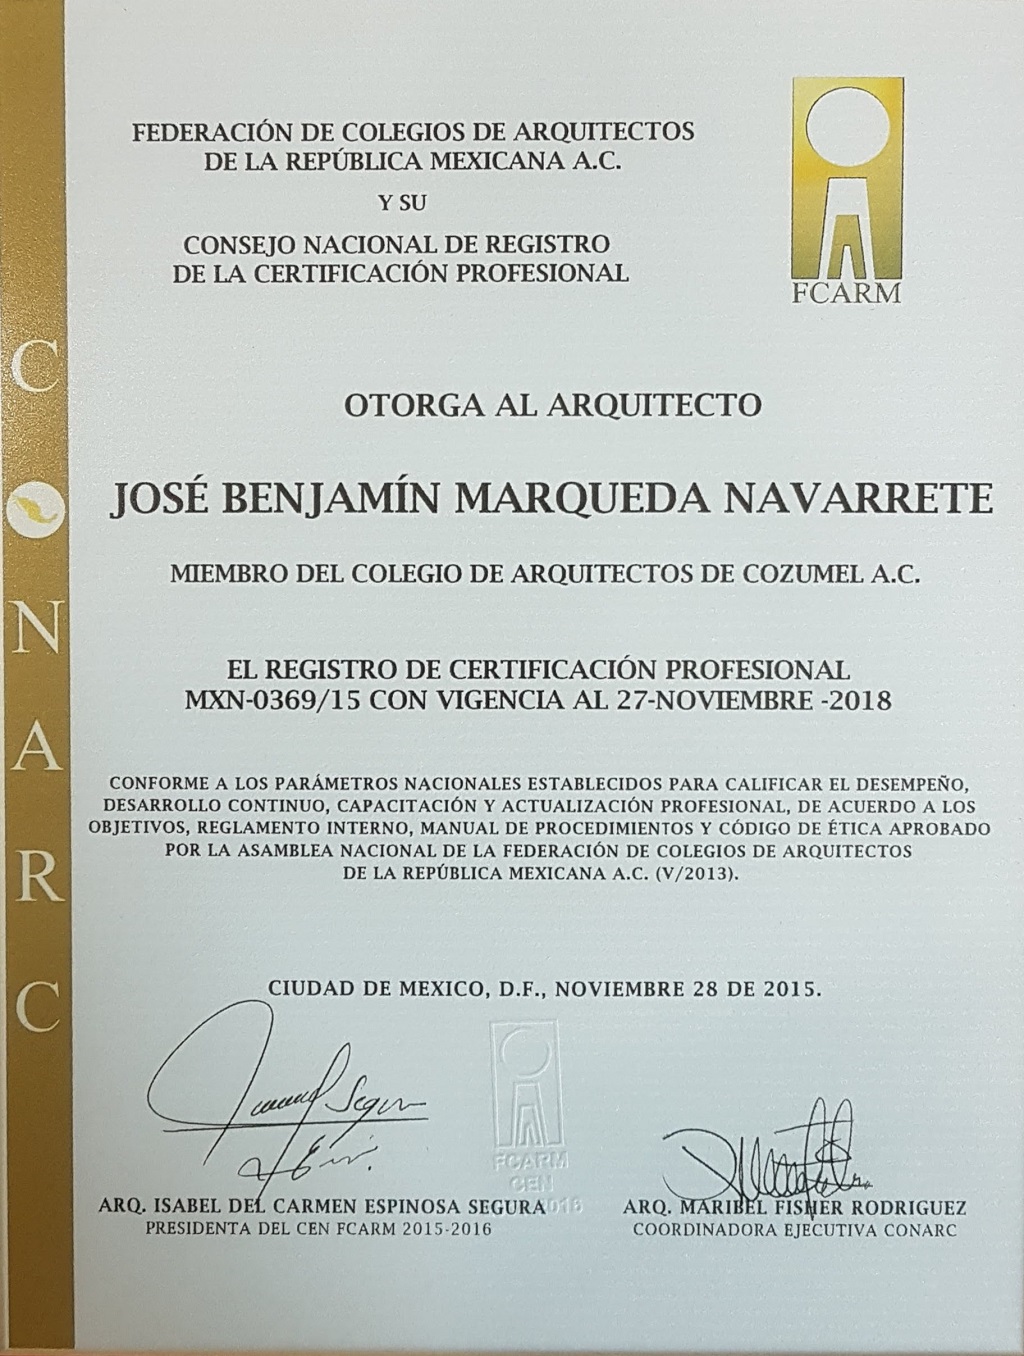 FEDERACIÓN DE COLEGIOS DE ARQUITECTOS
DE LA REPÚBLICA MEXICANA A.C.
Y SU
CONSEJO NACIONAL DE REGISTRO
DE LA CERTIFICACIÓN PROFESIONAL
FCARM
CONARC
OTORGA AL ARQUITECTO
JOSÉ BENJAMÍN MARQUEDA NAVARRETE
MIEMBRO DEL COLEGIO DE ARQUITECTOS DE COZUMEL A.C.
EL REGISTRO DE CERTIFICACIÓN PROFESIONAL
MXN-0369/15 CON VIGENCIA AL 27-NOVIEMBRE -2018
CONFORME A LOS PARÁMETROS NACIONALES ESTABLECIDOS PARA CALIFICAR EL DESEMPEÑO,
DESARROLLO CONTINUO, CAPACITACIÓN Y ACTUALIZACIÓN PROFESIONAL, DE ACUERDO A LOS
OBJETIVOS, REGLAMENTO INTERNO, MANUAL DE PROCEDIMIENTOS Y CÓDIGO DE ÉTICA APROBADO
POR LA ASAMBLEA NACIONAL DE LA FEDERACIÓN DE COLEGIOS DE ARQUITECTOS
DE LA REPÚBLICA MEXICANA A.C. (V/2013).
CIUDAD DE MEXICO, D.F., NOVIEMBRE 28 DE 2015.
FCARM
CEN
ARQ. ISABEL DEL CARMEN ESPINOSA SEGURA
PRESIDENTA DEL CEN FCARM 2015-2016
ARQ. MARIBEL FISHER RODRIGUEZ
COORDINADORA EJECUTIVA CONARC